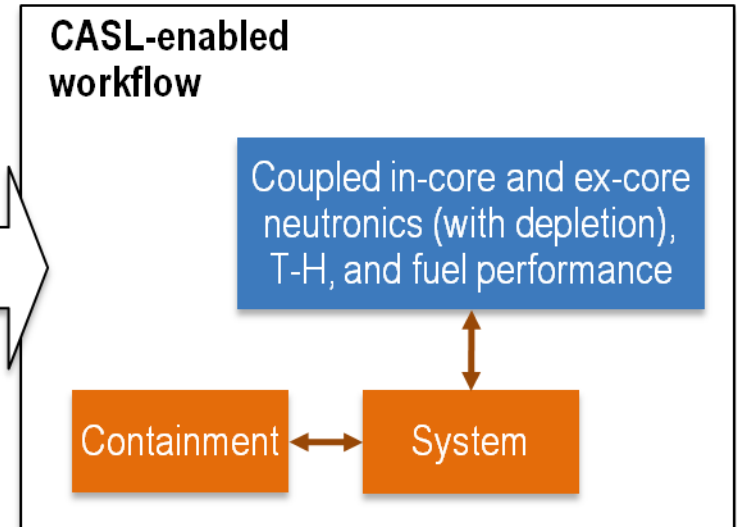 CASL-enabled
workflow
Coupled in-core and ex-core
neutronics (with depletion),
T-H, and fuel performance
Containment
System